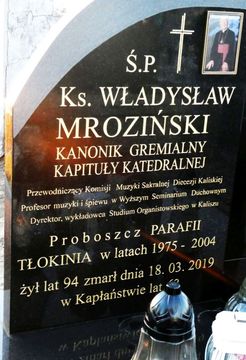 Ś.P.
Ks. WŁADYSŁAW
MROZIŃSKI
KANONIK GREMIALNY
KAPITUŁY KATEDRALNEJ
Przewodniczący Komisji Muzyki Sakralnej Diecezji Kaliskiej
Profesor muzyki i śpiewu w Wyższym Seminarium Duchownym
Dyrektor, wykładowca Studium Organistowskiego w Kaliszu
Proboszcz PARAFII
TŁOKINIA w latach 1975 - 2004
żył lat 94 zmarł dnia 18. 03. 2019
w Kapłaństwie lat